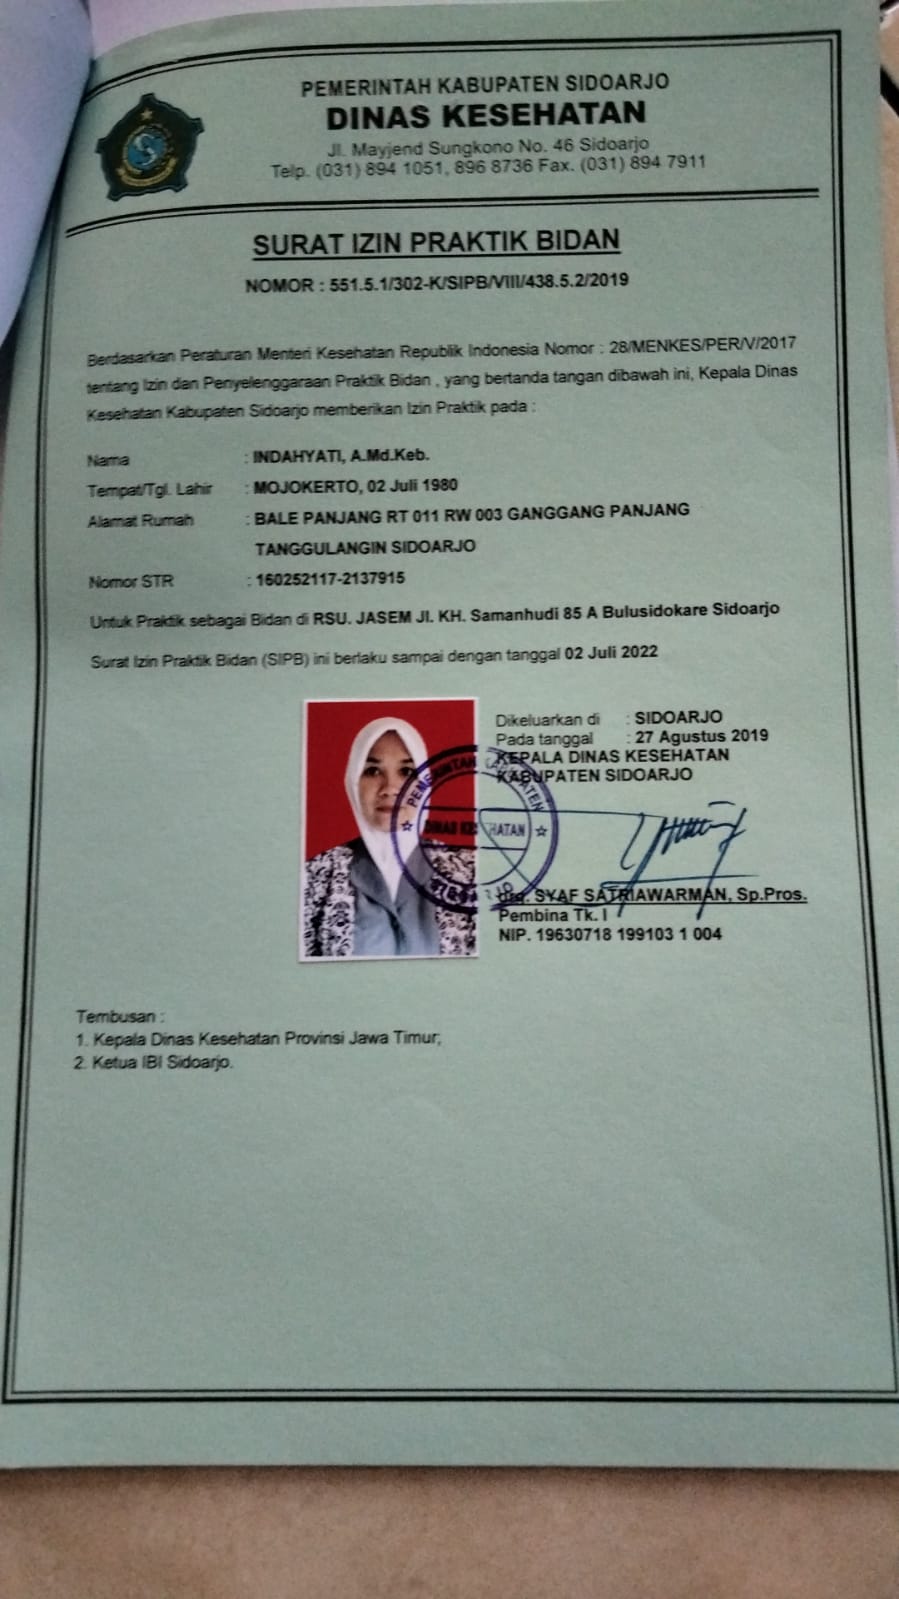 PEMERINTAH KABUPATEN SIDOARJO
DINAS KESEHATAN
Jl. Mayjend Sungkono No. 46 Sidoarjo
Telp. (031) 894 1051, 896 8736 Fax. (031) 894 7911
SURAT IZIN PRAKTIK BIDAN
NOMOR : 551.5.1/302-K/SIPB/VIII/438.5.2/2019
Berdasarkan Peraturan Menteri Kesehatan Republik Indonesia Nomor : 28/MENKES/PER/V/2017
tentang Izin dan Penyelenggaraan Praktik Bidan , yang bertanda tangan dibawah ini, Kepala Dinas
Kesehatan Kabupaten Sidoarjo memberikan Izin Praktik pada :
Nama : INDAHYATI, A.Md.Keb.
Tempat/Tgl. Lahir : MOJOKERTO, 02 Juli 1980
Alamat Rumah : BALE PANJANG RT 011 RW 003 GANGGANG PANJANG
TANGGULANGIN SIDOARJO
Nomor STR : 160252117-2137915
Untuk Praktik sebagai Bidan di RSU. JASEM Jl. KH. Samanhudi 85 A Bulusidokare Sidoarjo
Surat Izin Praktik Bidan (SIPB) ini berlaku sampai dengan tanggal 02 Juli 2022
Dikeluarkan di : SIDOARJO
Pada tanggal : 27 Agustus 2019
KEPALA DINAS KESEHATAN
KABUPATEN SIDOARJO
PEMERINTAH KABUPATEN
DINAS KESEHATAN
drg. SYAF SATRIAWARMAN, Sp.Pros.
Pembina Tk. I
NIP. 19630718 199103 1 004
Tembusan :
1. Kepala Dinas Kesehatan Provinsi Jawa Timur;
2. Ketua IBI Sidoarjo.